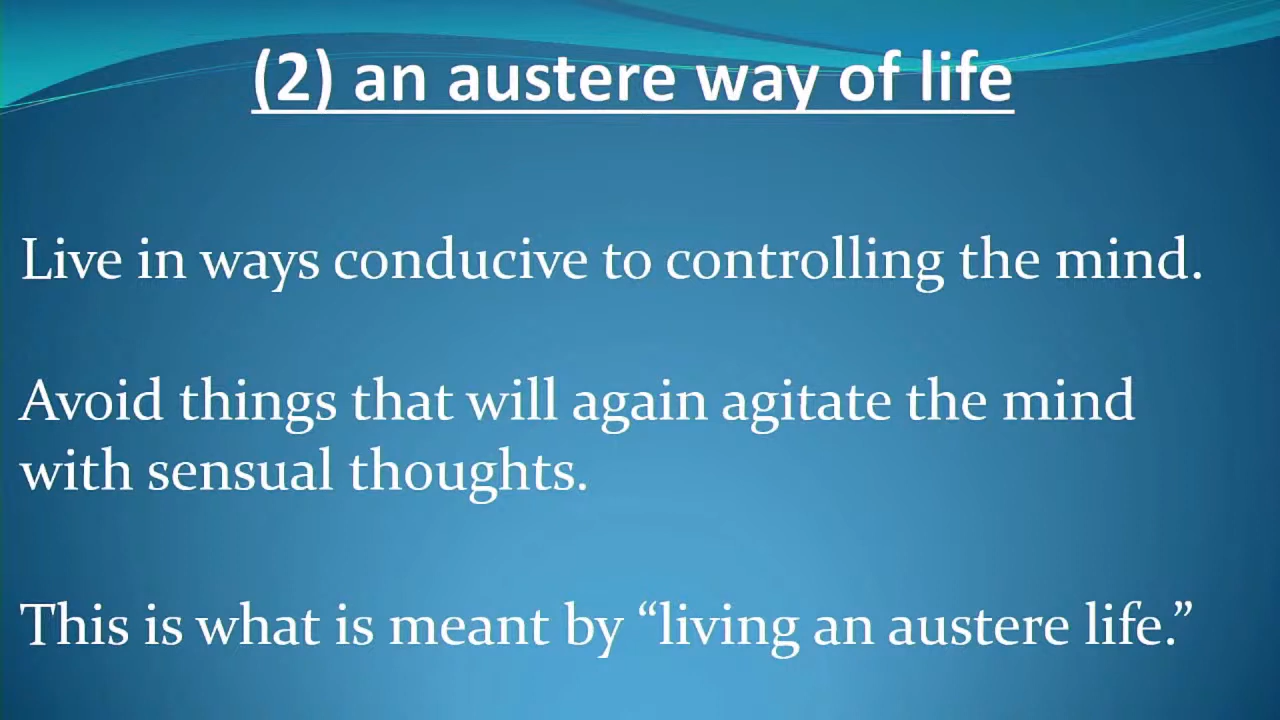 (2) an austere way of life
Live in ways conducive to controlling the mind.
Avoid things that will again agitate the mind
with sensual thoughts.
This is what is meant by “living an austere life.”